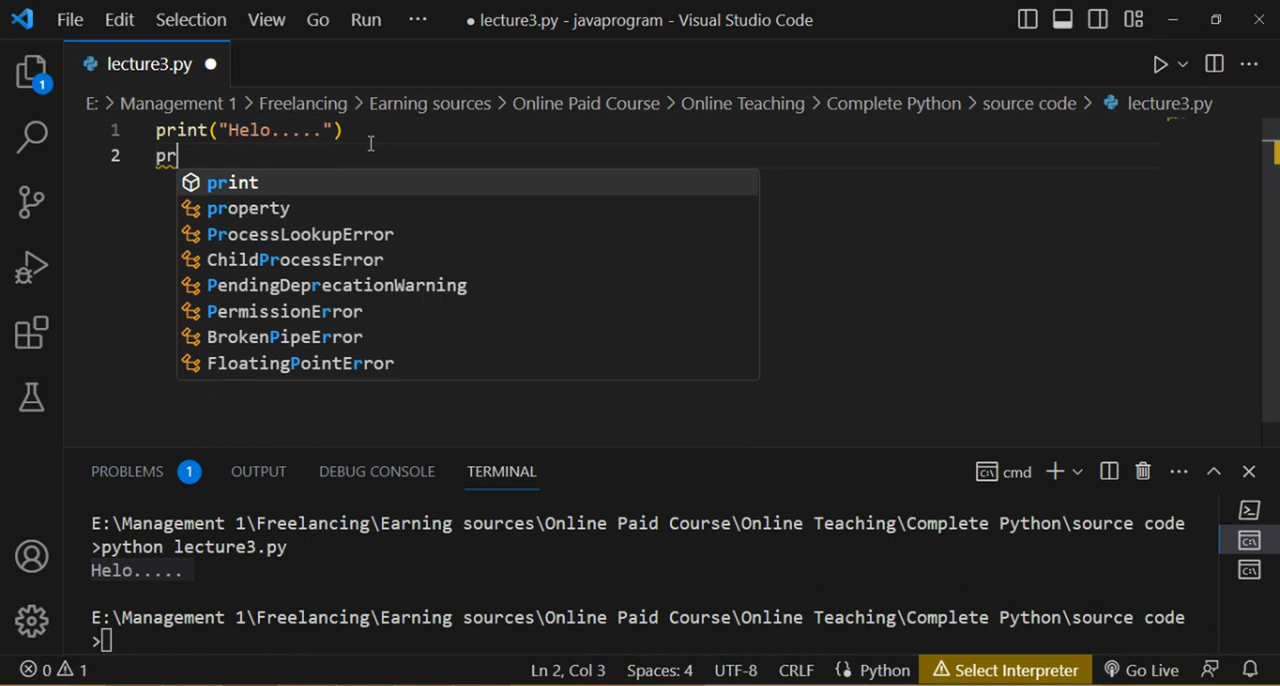 File Edit Selection View Go Run ··· ● lecture3.py - javaprogram - Visual Studio Code
lecture3.py ●
E: > Management 1 > Freelancing > Earning sources > Online Paid Course > Online Teaching > Complete Python > source code > lecture3.py
1 print("Helo.....")
2 pr
print
property
ProcessLookupError
ChildProcessError
PendingDeprecationWarning
PermissionError
BrokenPipeError
FloatingPointError
1
PROBLEMS 1 OUTPUT DEBUG CONSOLE TERMINAL cmd
E:\Management 1\Freelancing\Earning sources\Online Paid Course\Online Teaching\Complete Python\source code
>python lecture3.py
Helo.....
E:\Management 1\Freelancing\Earning sources\Online Paid Course\Online Teaching\Complete Python\source code
>
0 1 Ln 2, Col 3 Spaces: 4 UTF-8 CRLF Python Select Interpreter Go Live